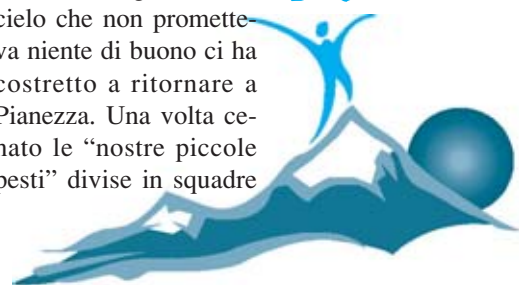 cielo che non promette-
va niente di buono ci ha
costretto a ritornare a
Pianezza. Una volta ce-
nato le “nostre piccole
pesti” divise in squadre